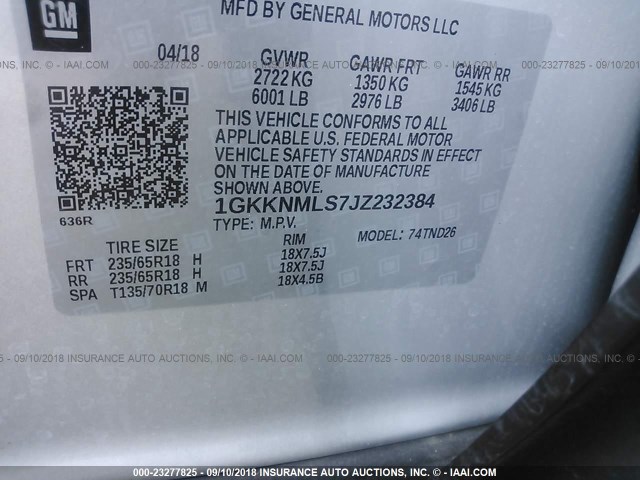 GM
MFD BY GENERAL MOTORS LLC
04/18 GVWR GAWR FRT GAWR RR
2722 KG 1350 KG 1545 KG
6001 LB 2976 LB 3406 LB
THIS VEHICLE CONFORMS TO ALL
APPLICABLE U.S. FEDERAL MOTOR
VEHICLE SAFETY STANDARDS IN EFFECT
ON THE DATE OF MANUFACTURE
SHOWN ABOVE.
1GKKNMLS7JZ232384
636R
TYPE: M.P.V. MODEL: 74TND26
TIRE SIZE RIM
FRT 235/65R18 H 18X7.5J
RR 235/65R18 H 18X7.5J
SPA T135/70R18 M 18X4.5B
000-23277825 - 09/10/2018 INSURANCE AUTO AUCTIONS, INC. - © IAAI.COM